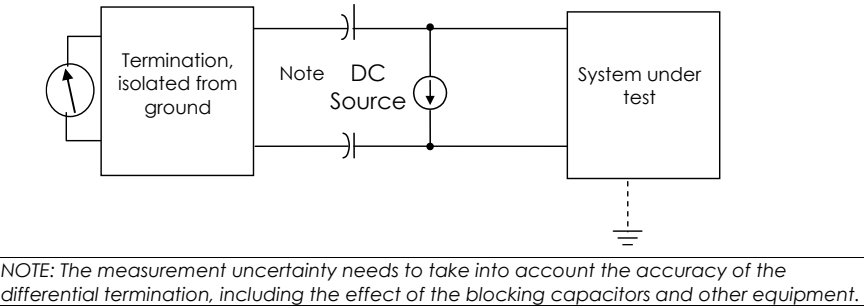 Termination,
isolated from
ground
Note
DC
Source
System under
test
NOTE: The measurement uncertainty needs to take into account the accuracy of the
differential termination, including the effect of the blocking capacitors and other equipment.